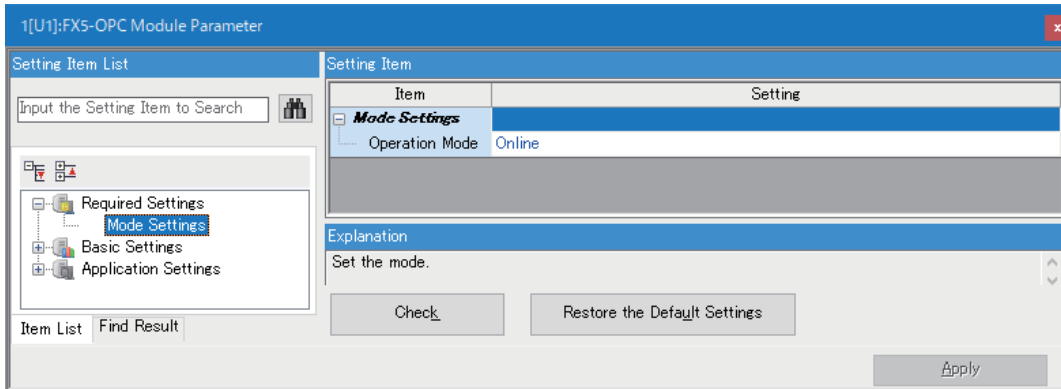 1[U1]:FX5-OPC Module Parameter
x
Setting Item List
Setting Item
Input the Setting Item to Search
Item
Setting
Mode Settings
Operation Mode
Online
Required Settings
Mode Settings
Basic Settings
Application Settings
Explanation
Set the mode.
Check
Restore the Default Settings
Item List
Find Result
Apply